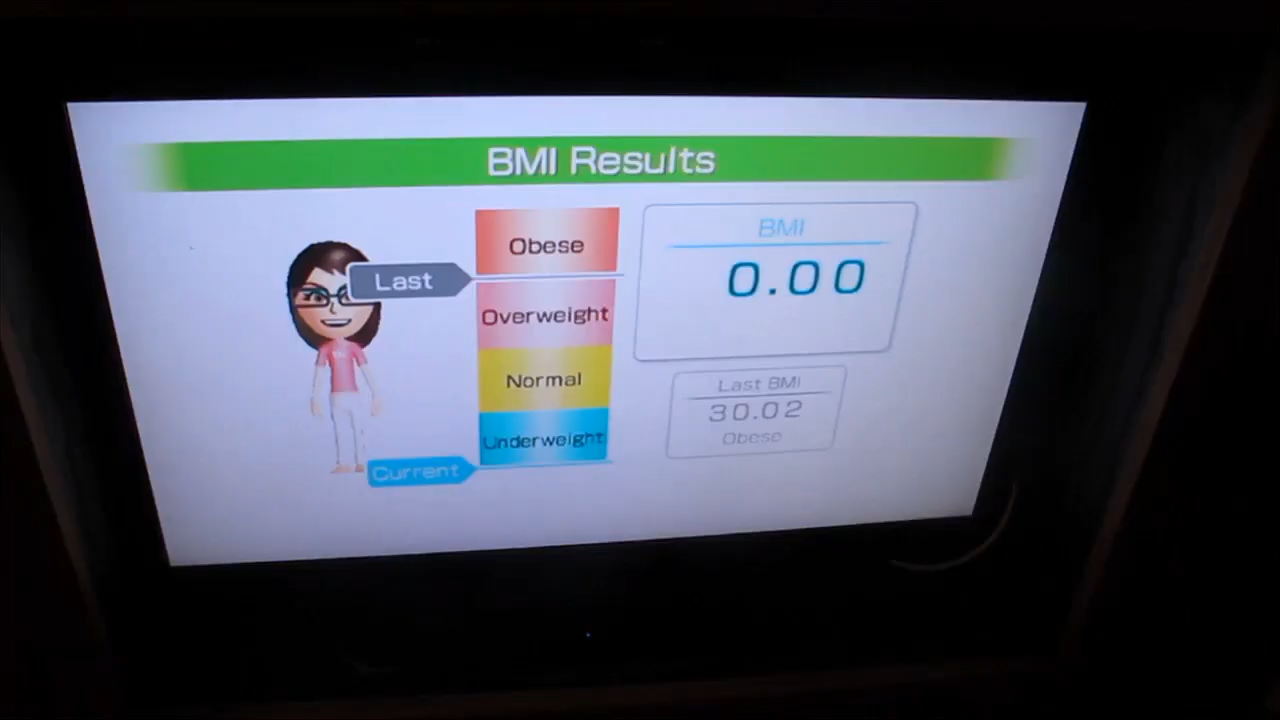 BMI Results
Obese
Last
Overweight
Normal
Underweight
Current
BMI
0.00
Last BMI
30.02
Obese